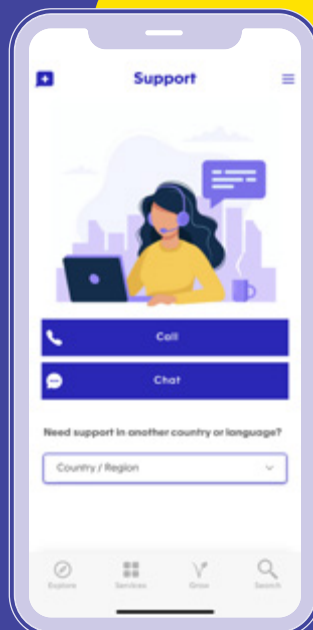 Support
Call
Chat
Need support in another country or language?
Country / Region
Explore Services Grow Search